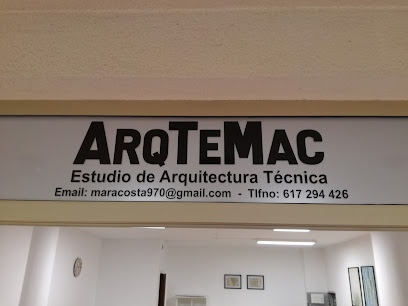 ARQTEMAC
Estudio de Arquitectura Técnica
Email: maracosta970@gmail.com - Tlfno: 617 294 426